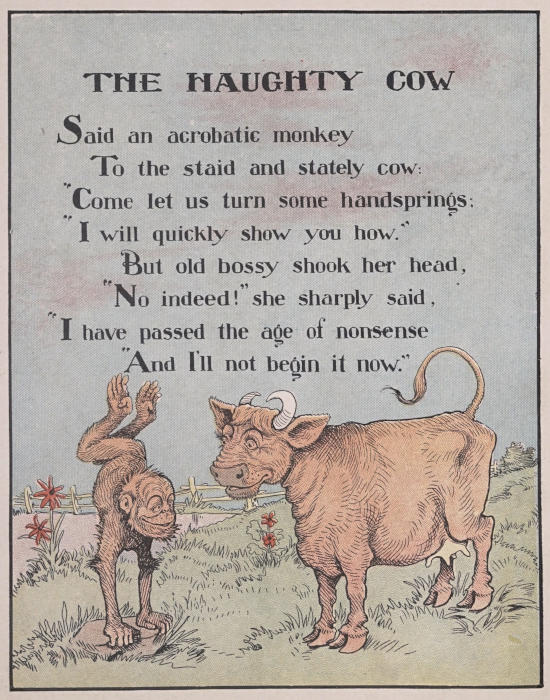 THE NAUGHTY COW
Said an acrobatic monkey
To the staid and stately cow:
"Come let us turn some handsprings;
"I will quickly show you how."
But old bossy shook her head,
"No indeed!" she sharply said,
"I have passed the age of nonsense
"And I'll not begin it now."